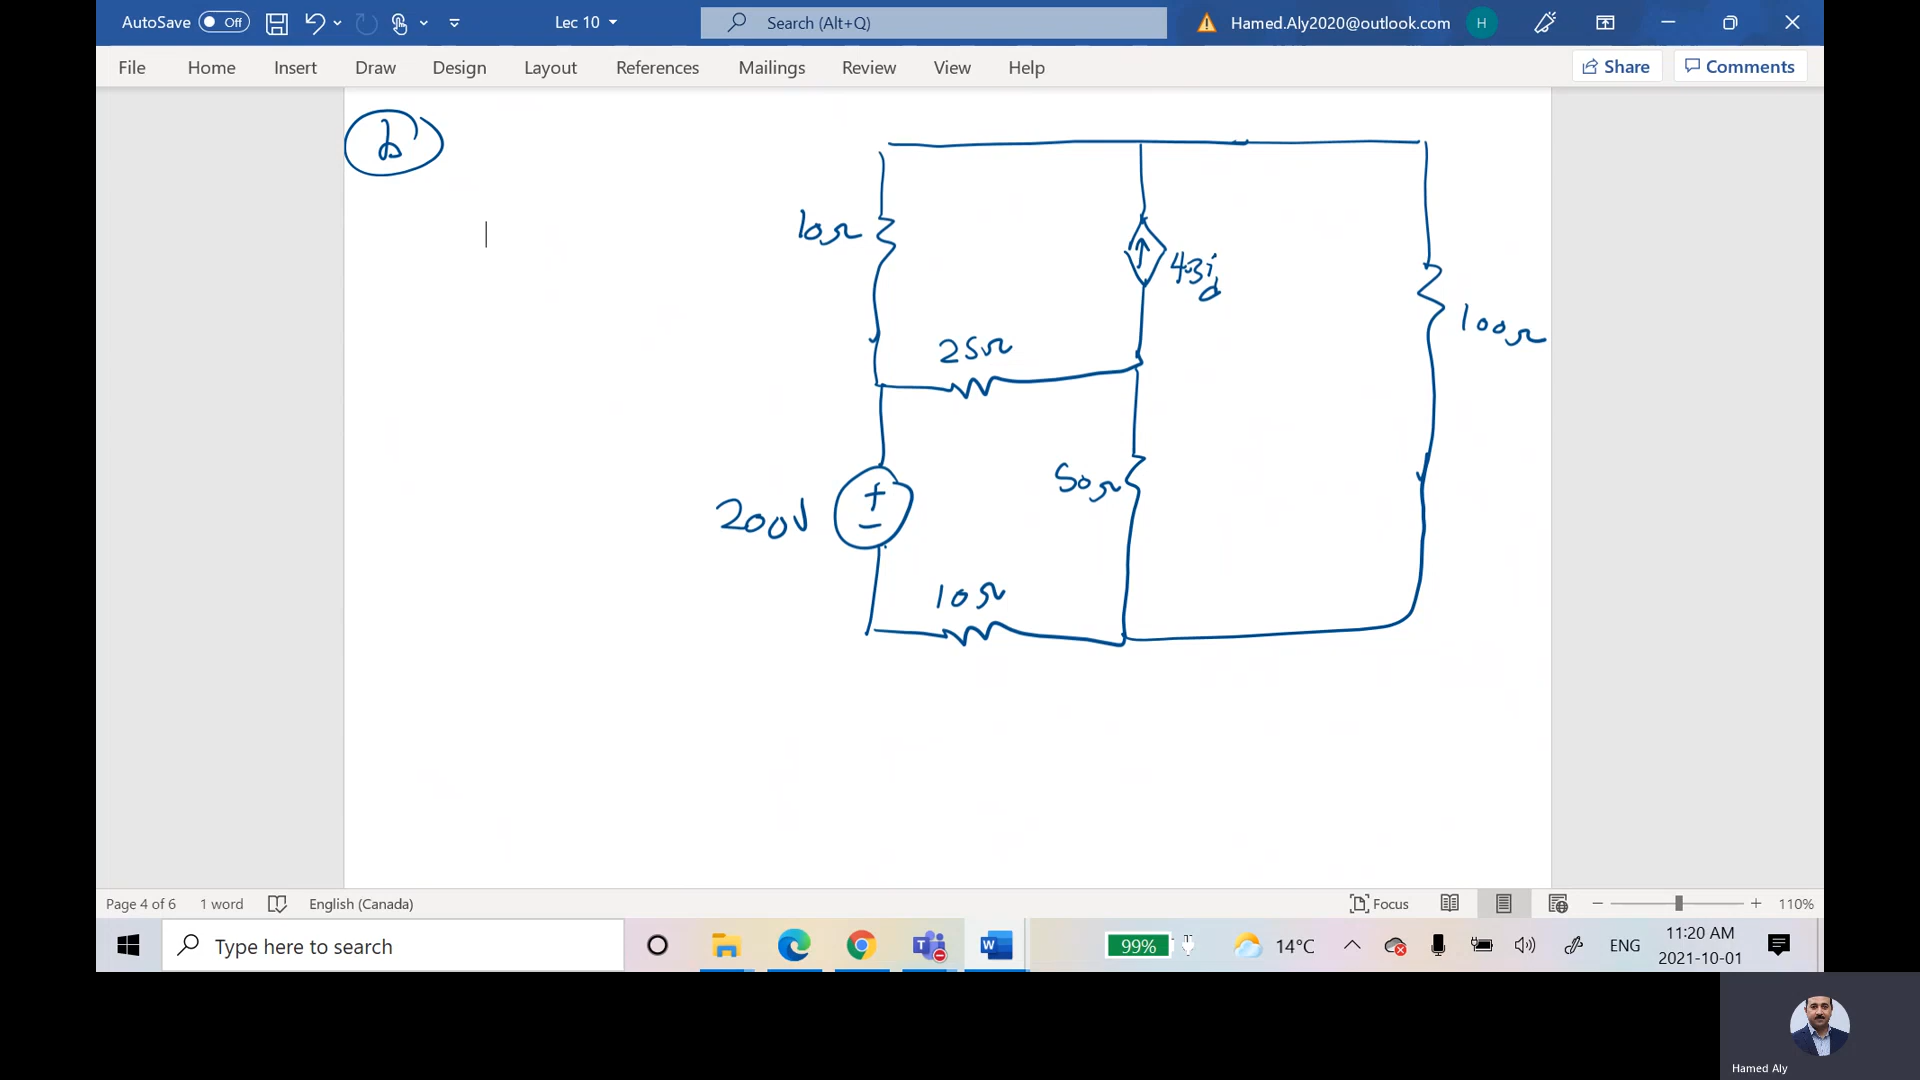 AutoSave Off Lec 10 Search (Alt+Q) Hamed.Aly2020@outlook.com H
File Home Insert Draw Design Layout References Mailings Review View Help Share Comments
b
10Ω
4.3i
d
25Ω
100Ω
50Ω
+
200V
−
10Ω
Page 4 of 6 1 word English (Canada) Focus 110%
Type here to search 99% 14°C ENG 11:20 AM
2021-10-01
Hamed Aly